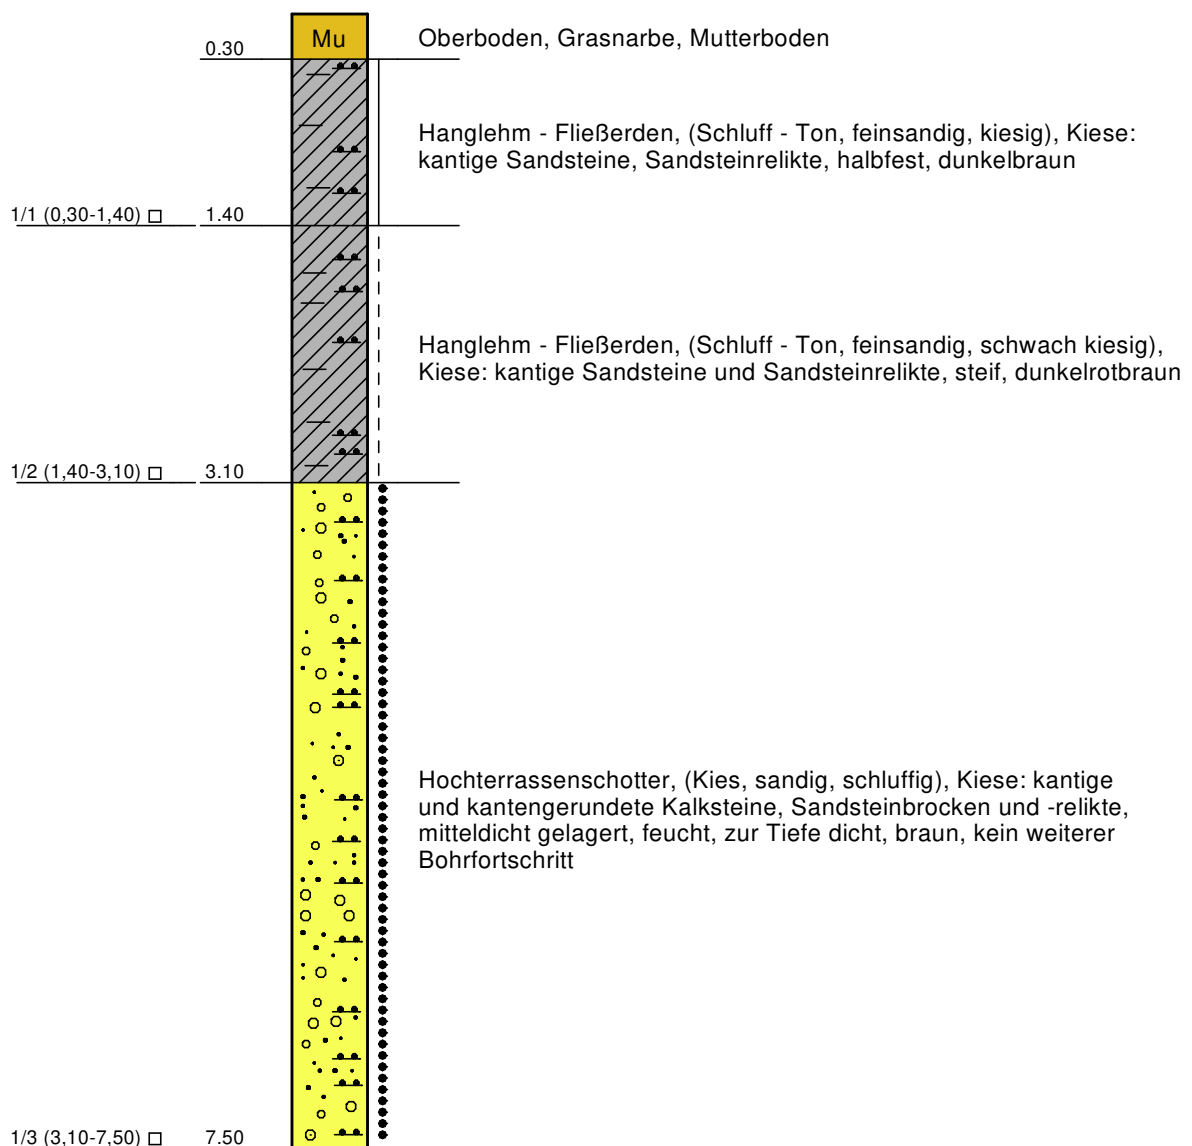 Mu
Oberboden, Grasnarbe, Mutterboden
0.30
Hanglehm - Fließerden, (Schluff - Ton, feinsandig, kiesig), Kiese:
kantige Sandsteine, Sandsteinrelikte, halbfest, dunkelbraun
1/1 (0,30-1,40)
1.40
Hanglehm - Fließerden, (Schluff - Ton, feinsandig, schwach kiesig),
Kiese: kantige Sandsteine und Sandsteinrelikte, steif, dunkelrotbraun
1/2 (1,40-3,10)
3.10
Hochterrassenschotter, (Kies, sandig, schluffig), Kiese: kantige
und kantengerundete Kalksteine, Sandsteinbrocken und -relikte,
mitteldicht gelagert, feucht, zur Tiefe dicht, braun, kein weiterer
Bohrfortschritt
1/3 (3,10-7,50)
7.50